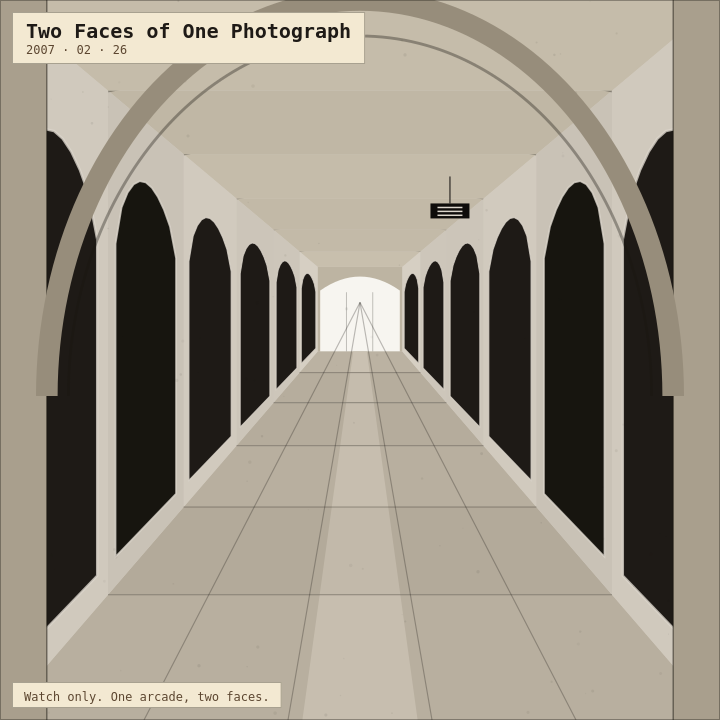 Two Faces of One Photograph
2007 · 02 · 26
Watch only. One arcade, two faces.